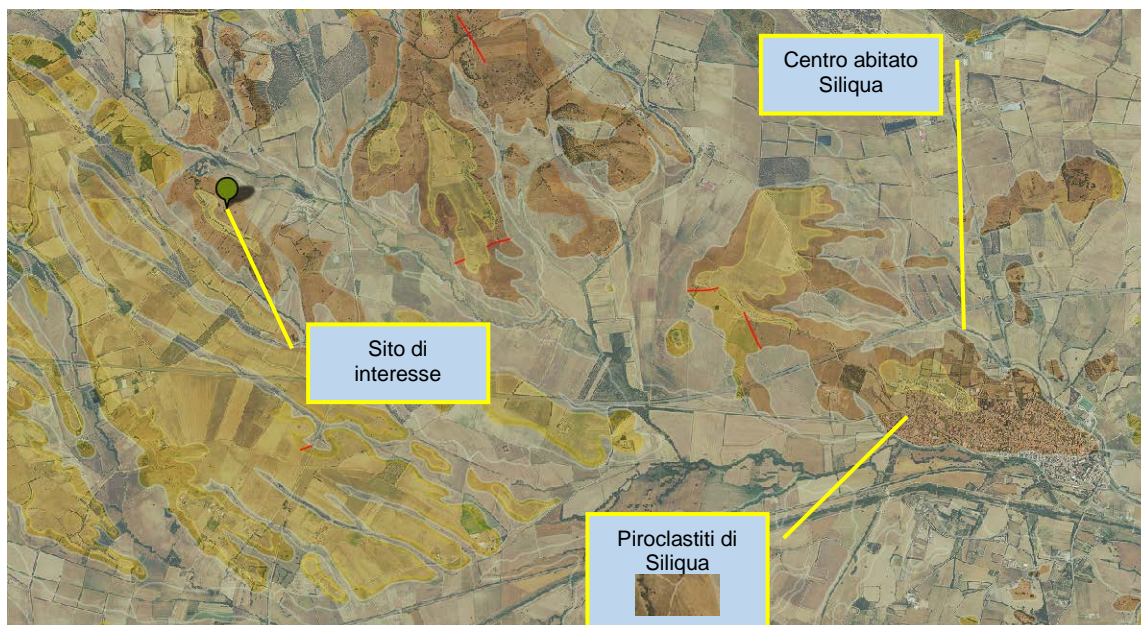 Centro abitato
Siliqua
Sito di
interesse
Piroclastiti di
Siliqua